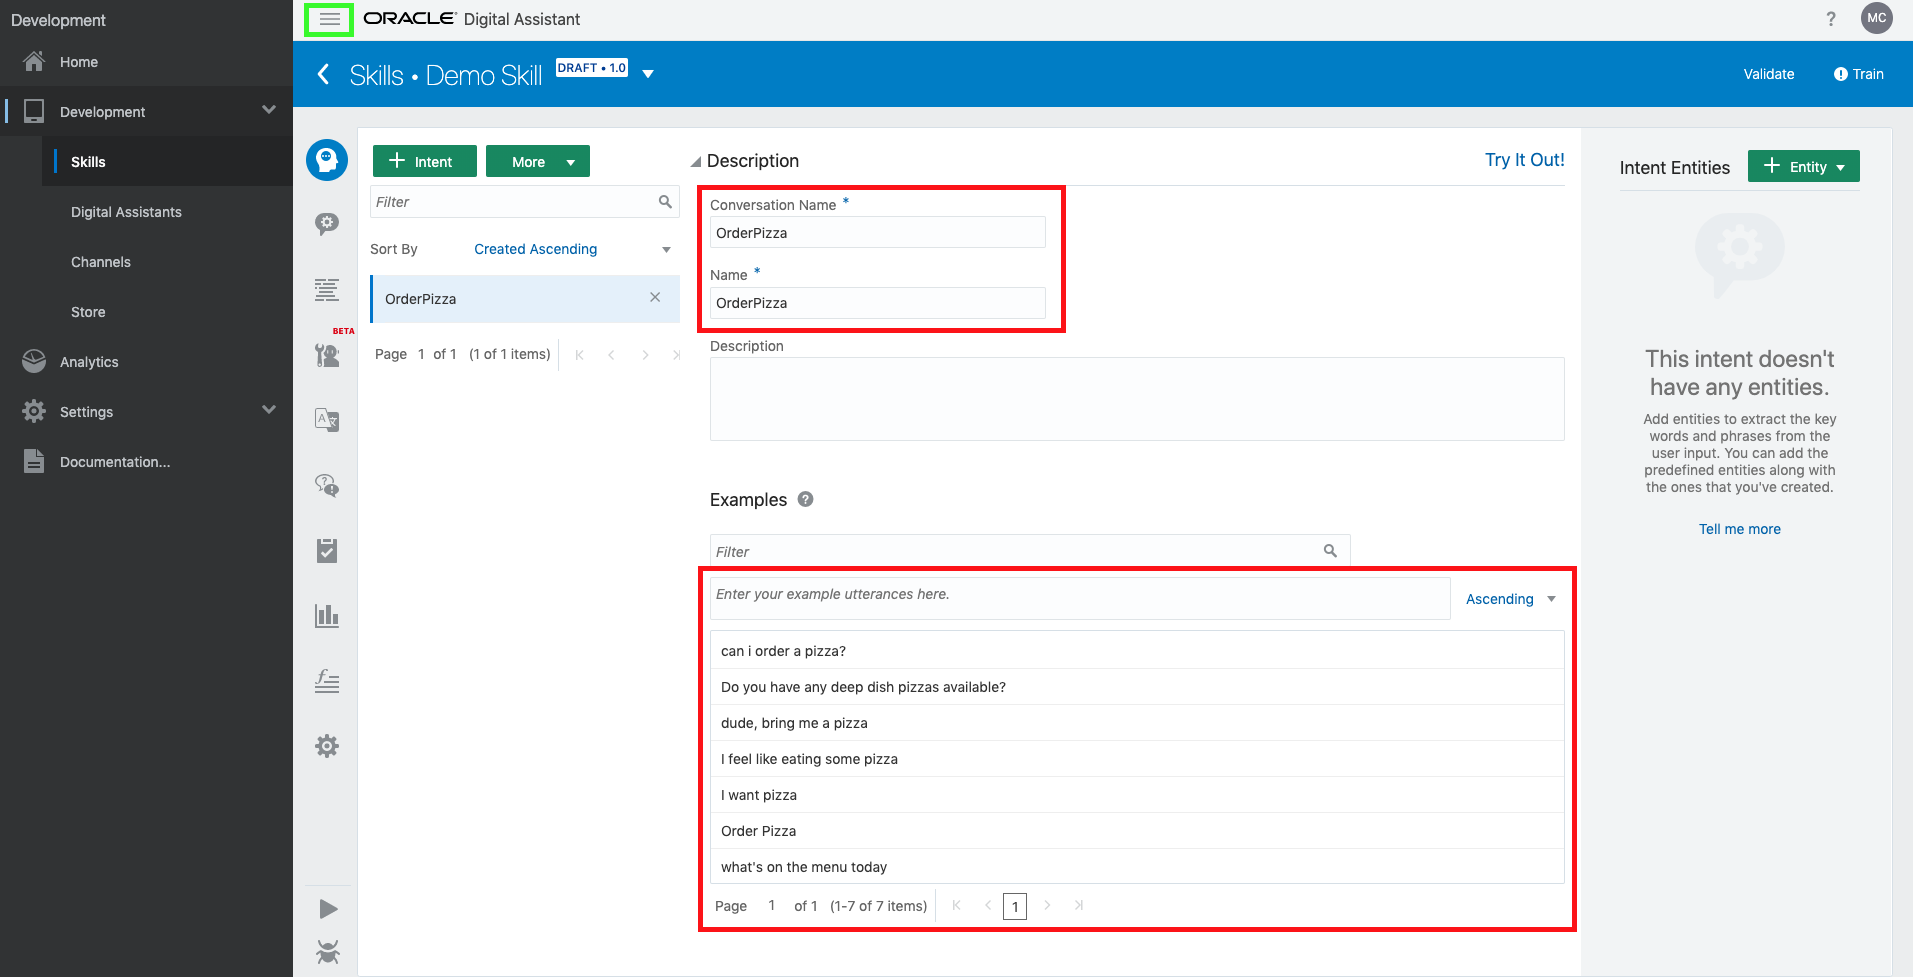 Development
Home
Development
Skills
Digital Assistants
Channels
Store
Analytics
Settings
Documentation...
ORACLE Digital Assistant
? MC
Skills • Demo Skill DRAFT • 1.0
Validate Train
BETA
+ Intent More
Filter
Sort By Created Ascending
OrderPizza
Page 1 of 1 (1 of 1 items)
Description Try It Out!
Conversation Name *
OrderPizza
Name *
OrderPizza
Description
Examples ?
Filter
Enter your example utterances here. Ascending
can i order a pizza?
Do you have any deep dish pizzas available?
dude, bring me a pizza
I feel like eating some pizza
I want pizza
Order Pizza
what's on the menu today
Page 1 of 1 (1-7 of 7 items) 1
Intent Entities + Entity
This intent doesn't
have any entities.
Add entities to extract the key
words and phrases from the
user input. You can add the
predefined entities along with
the ones that you've created.
Tell me more